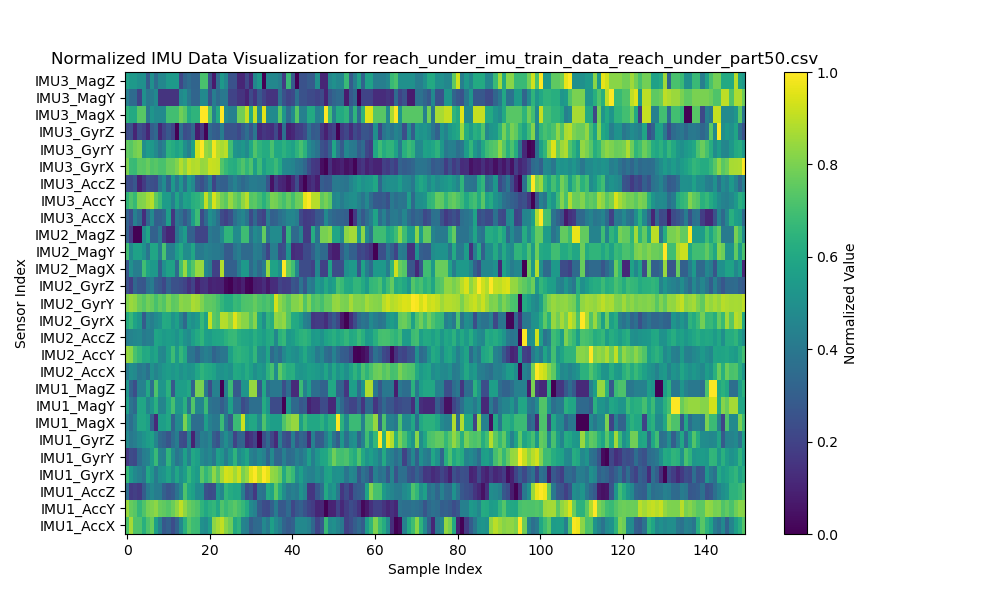 Normalized IMU Data Visualization for reach_under_imu_train_data_reach_under_part50.csv
IMU3_MagZ
IMU3_MagY
IMU3_MagX
IMU3_GyrZ
IMU3_GyrY
IMU3_GyrX
IMU3_AccZ
IMU3_AccY
IMU3_AccX
IMU2_MagZ
IMU2_MagY
IMU2_MagX
IMU2_GyrZ
IMU2_GyrY
IMU2_GyrX
IMU2_AccZ
IMU2_AccY
IMU2_AccX
IMU1_MagZ
IMU1_MagY
IMU1_MagX
IMU1_GyrZ
IMU1_GyrY
IMU1_GyrX
IMU1_AccZ
IMU1_AccY
IMU1_AccX
Sensor Index
0 20 40 60 80 100 120 140
Sample Index
1.0
0.8
0.6
0.4
0.2
0.0
Normalized Value